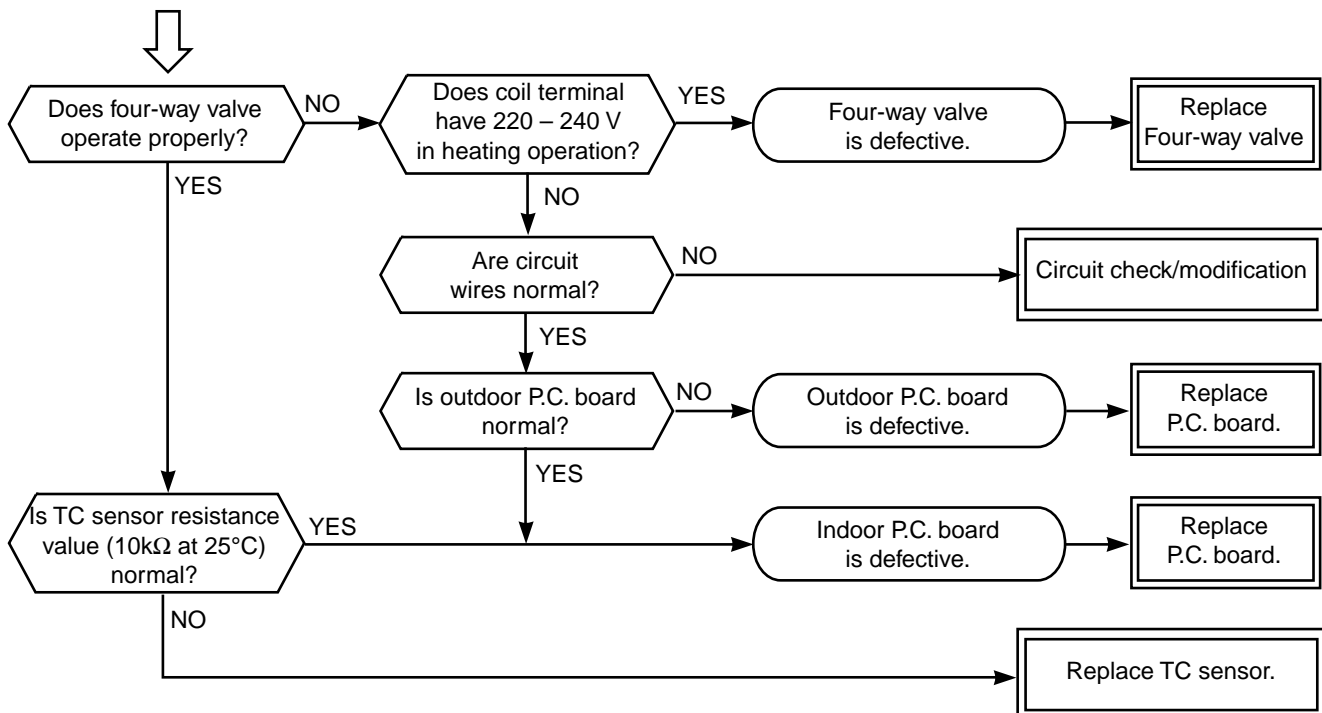 Does four-way valve
operate properly?
NO
Does coil terminal
have 220 – 240 V
in heating operation?
YES
Four-way valve
is defective.
Replace
Four-way valve
YES
NO
Are circuit
wires normal?
NO
Circuit check/modification
YES
Is outdoor P.C. board
normal?
NO
Outdoor P.C. board
is defective.
Replace
P.C. board.
YES
Is TC sensor resistance
value (10kΩ at 25°C)
normal?
YES
Indoor P.C. board
is defective.
Replace
P.C. board.
NO
Replace TC sensor.